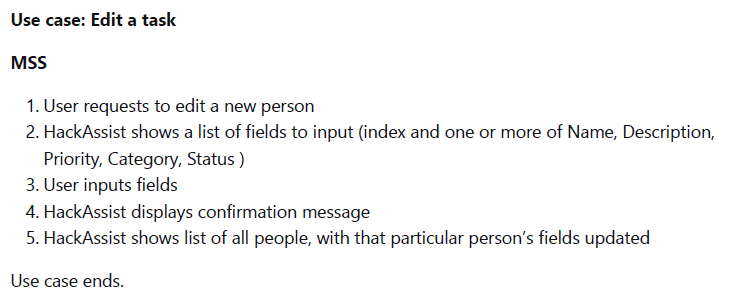 Use case: Edit a task
MSS
1. User requests to edit a new person
2. HackAssist shows a list of fields to input (index and one or more of Name, Description,
Priority, Category, Status )
3. User inputs fields
4. HackAssist displays confirmation message
5. HackAssist shows list of all people, with that particular person’s fields updated
Use case ends.